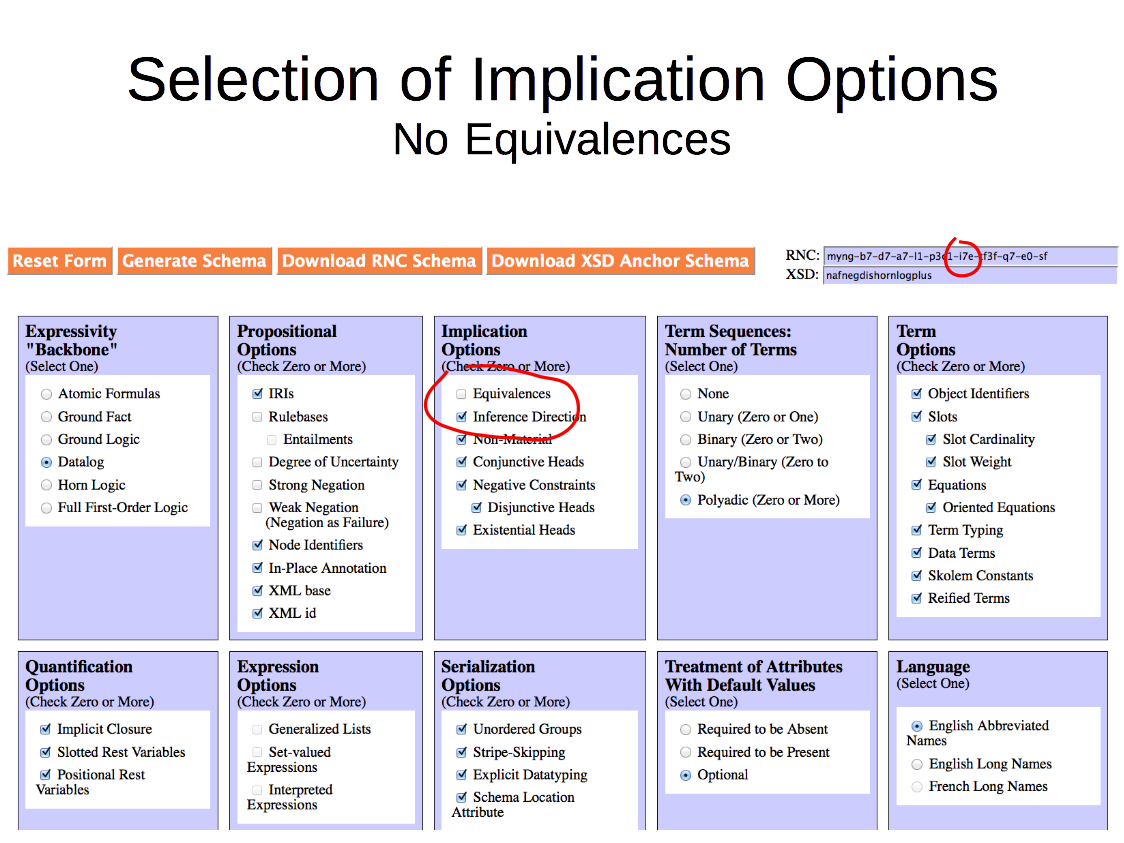 Selection of Implication Options
No Equivalences
Reset Form
Generate Schema
Download RNC Schema
Download XSD Anchor Schema
RNC: myng-b7-d7-a7-l1-p3c1-i7e-tf3f-q7-e0-sf
XSD: nafnegdishornlogplus
Expressivity
"Backbone"
(Select One)
Atomic Formulas
Ground Fact
Ground Logic
Datalog
Horn Logic
Full First-Order Logic
Propositional
Options
(Check Zero or More)
IRIs
Rulebases
Entailments
Degree of Uncertainty
Strong Negation
Weak Negation
(Negation as Failure)
Node Identifiers
In-Place Annotation
XML base
XML id
Implication
Options
(Check Zero or More)
Equivalences
Inference Direction
Non-Material
Conjunctive Heads
Negative Constraints
Disjunctive Heads
Existential Heads
Term Sequences:
Number of Terms
(Select One)
None
Unary (Zero or One)
Binary (Zero or Two)
Unary/Binary (Zero to
Two)
Polyadic (Zero or More)
Term
Options
(Check Zero or More)
Object Identifiers
Slots
Slot Cardinality
Slot Weight
Equations
Oriented Equations
Term Typing
Data Terms
Skolem Constants
Reified Terms
Quantification
Options
(Check Zero or More)
Implicit Closure
Slotted Rest Variables
Positional Rest
Variables
Expression
Options
(Check Zero or More)
Generalized Lists
Set-valued
Expressions
Interpreted
Expressions
Serialization
Options
(Check Zero or More)
Unordered Groups
Stripe-Skipping
Explicit Datatyping
Schema Location
Attribute
Treatment of Attributes
With Default Values
(Select One)
Required to be Absent
Required to be Present
Optional
Language
(Select One)
English Abbreviated
Names
English Long Names
French Long Names